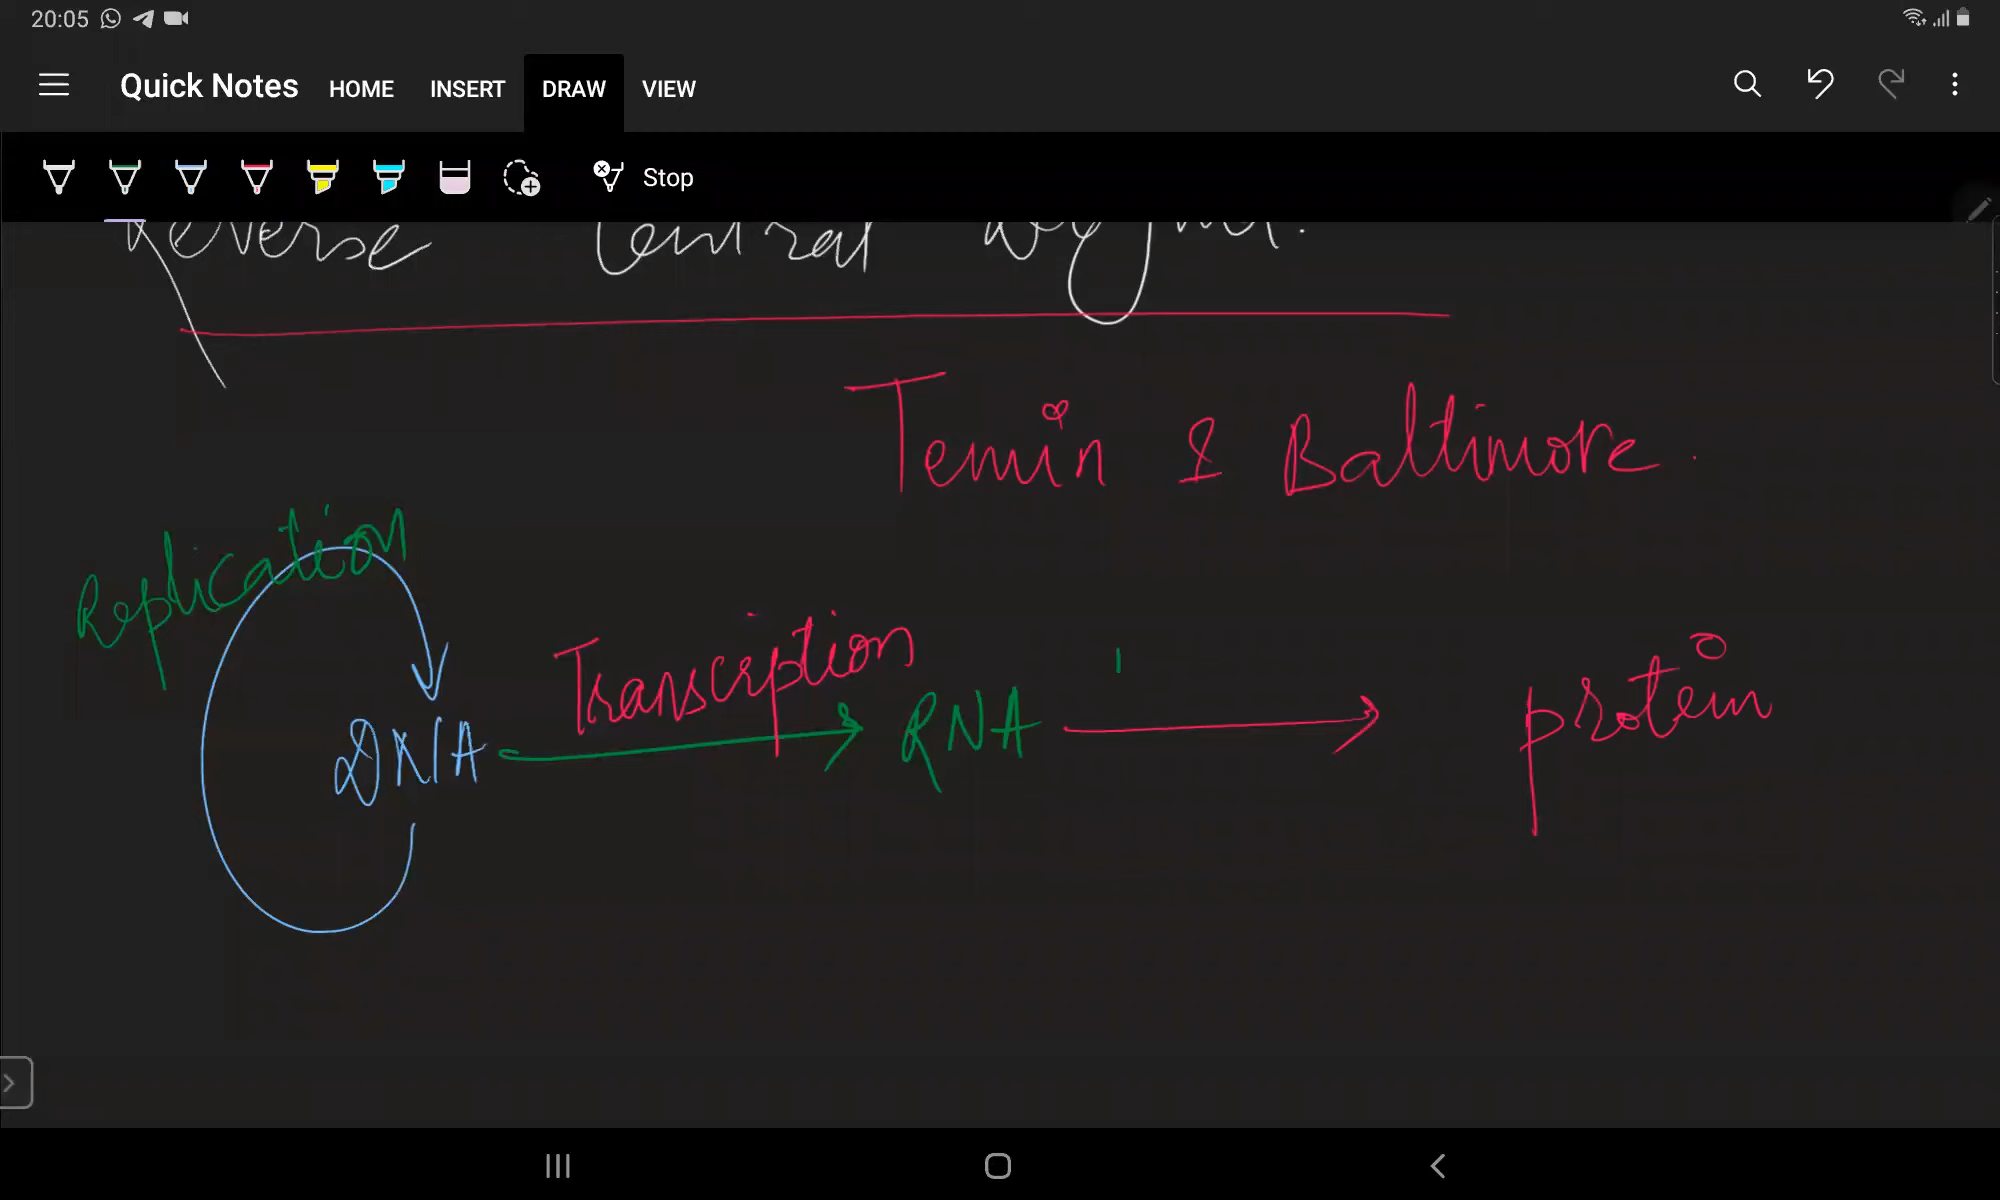 20:05
Quick Notes HOME INSERT DRAW VIEW
Stop
Reverse Central Dogma.
Temin & Baltimore.
Replication
Transcription
DNA RNA protein